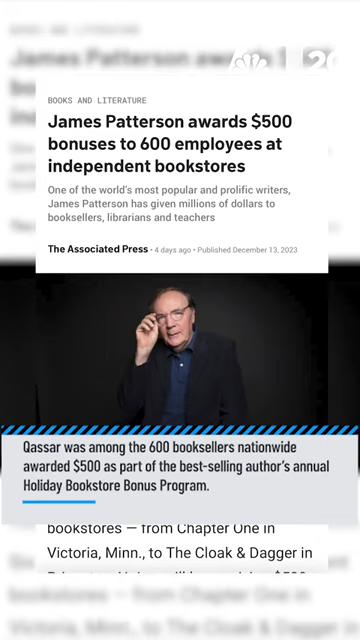 BOOKS AND LITERATURE
James Patterson awards $500
bonuses to 600 employees at
independent bookstores
One of the world's most popular and prolific writers,
James Patterson has given millions of dollars to
booksellers, librarians and teachers
The Associated Press • 4 days ago • Published December 13, 2023
Qassar was among the 600 booksellers nationwide
awarded $500 as part of the best-selling author's annual
Holiday Bookstore Bonus Program.
bookstores — from Chapter One in
Victoria, Minn., to The Cloak & Dagger in